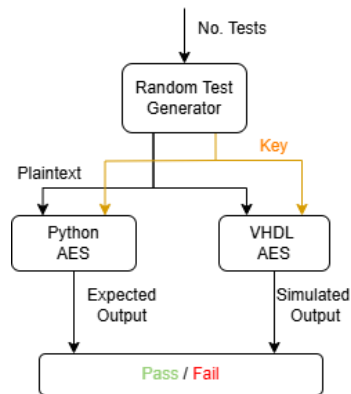 No. Tests
Random Test
Generator
Key
Plaintext
Python
AES
VHDL
AES
Expected
Output
Simulated
Output
Pass / Fail